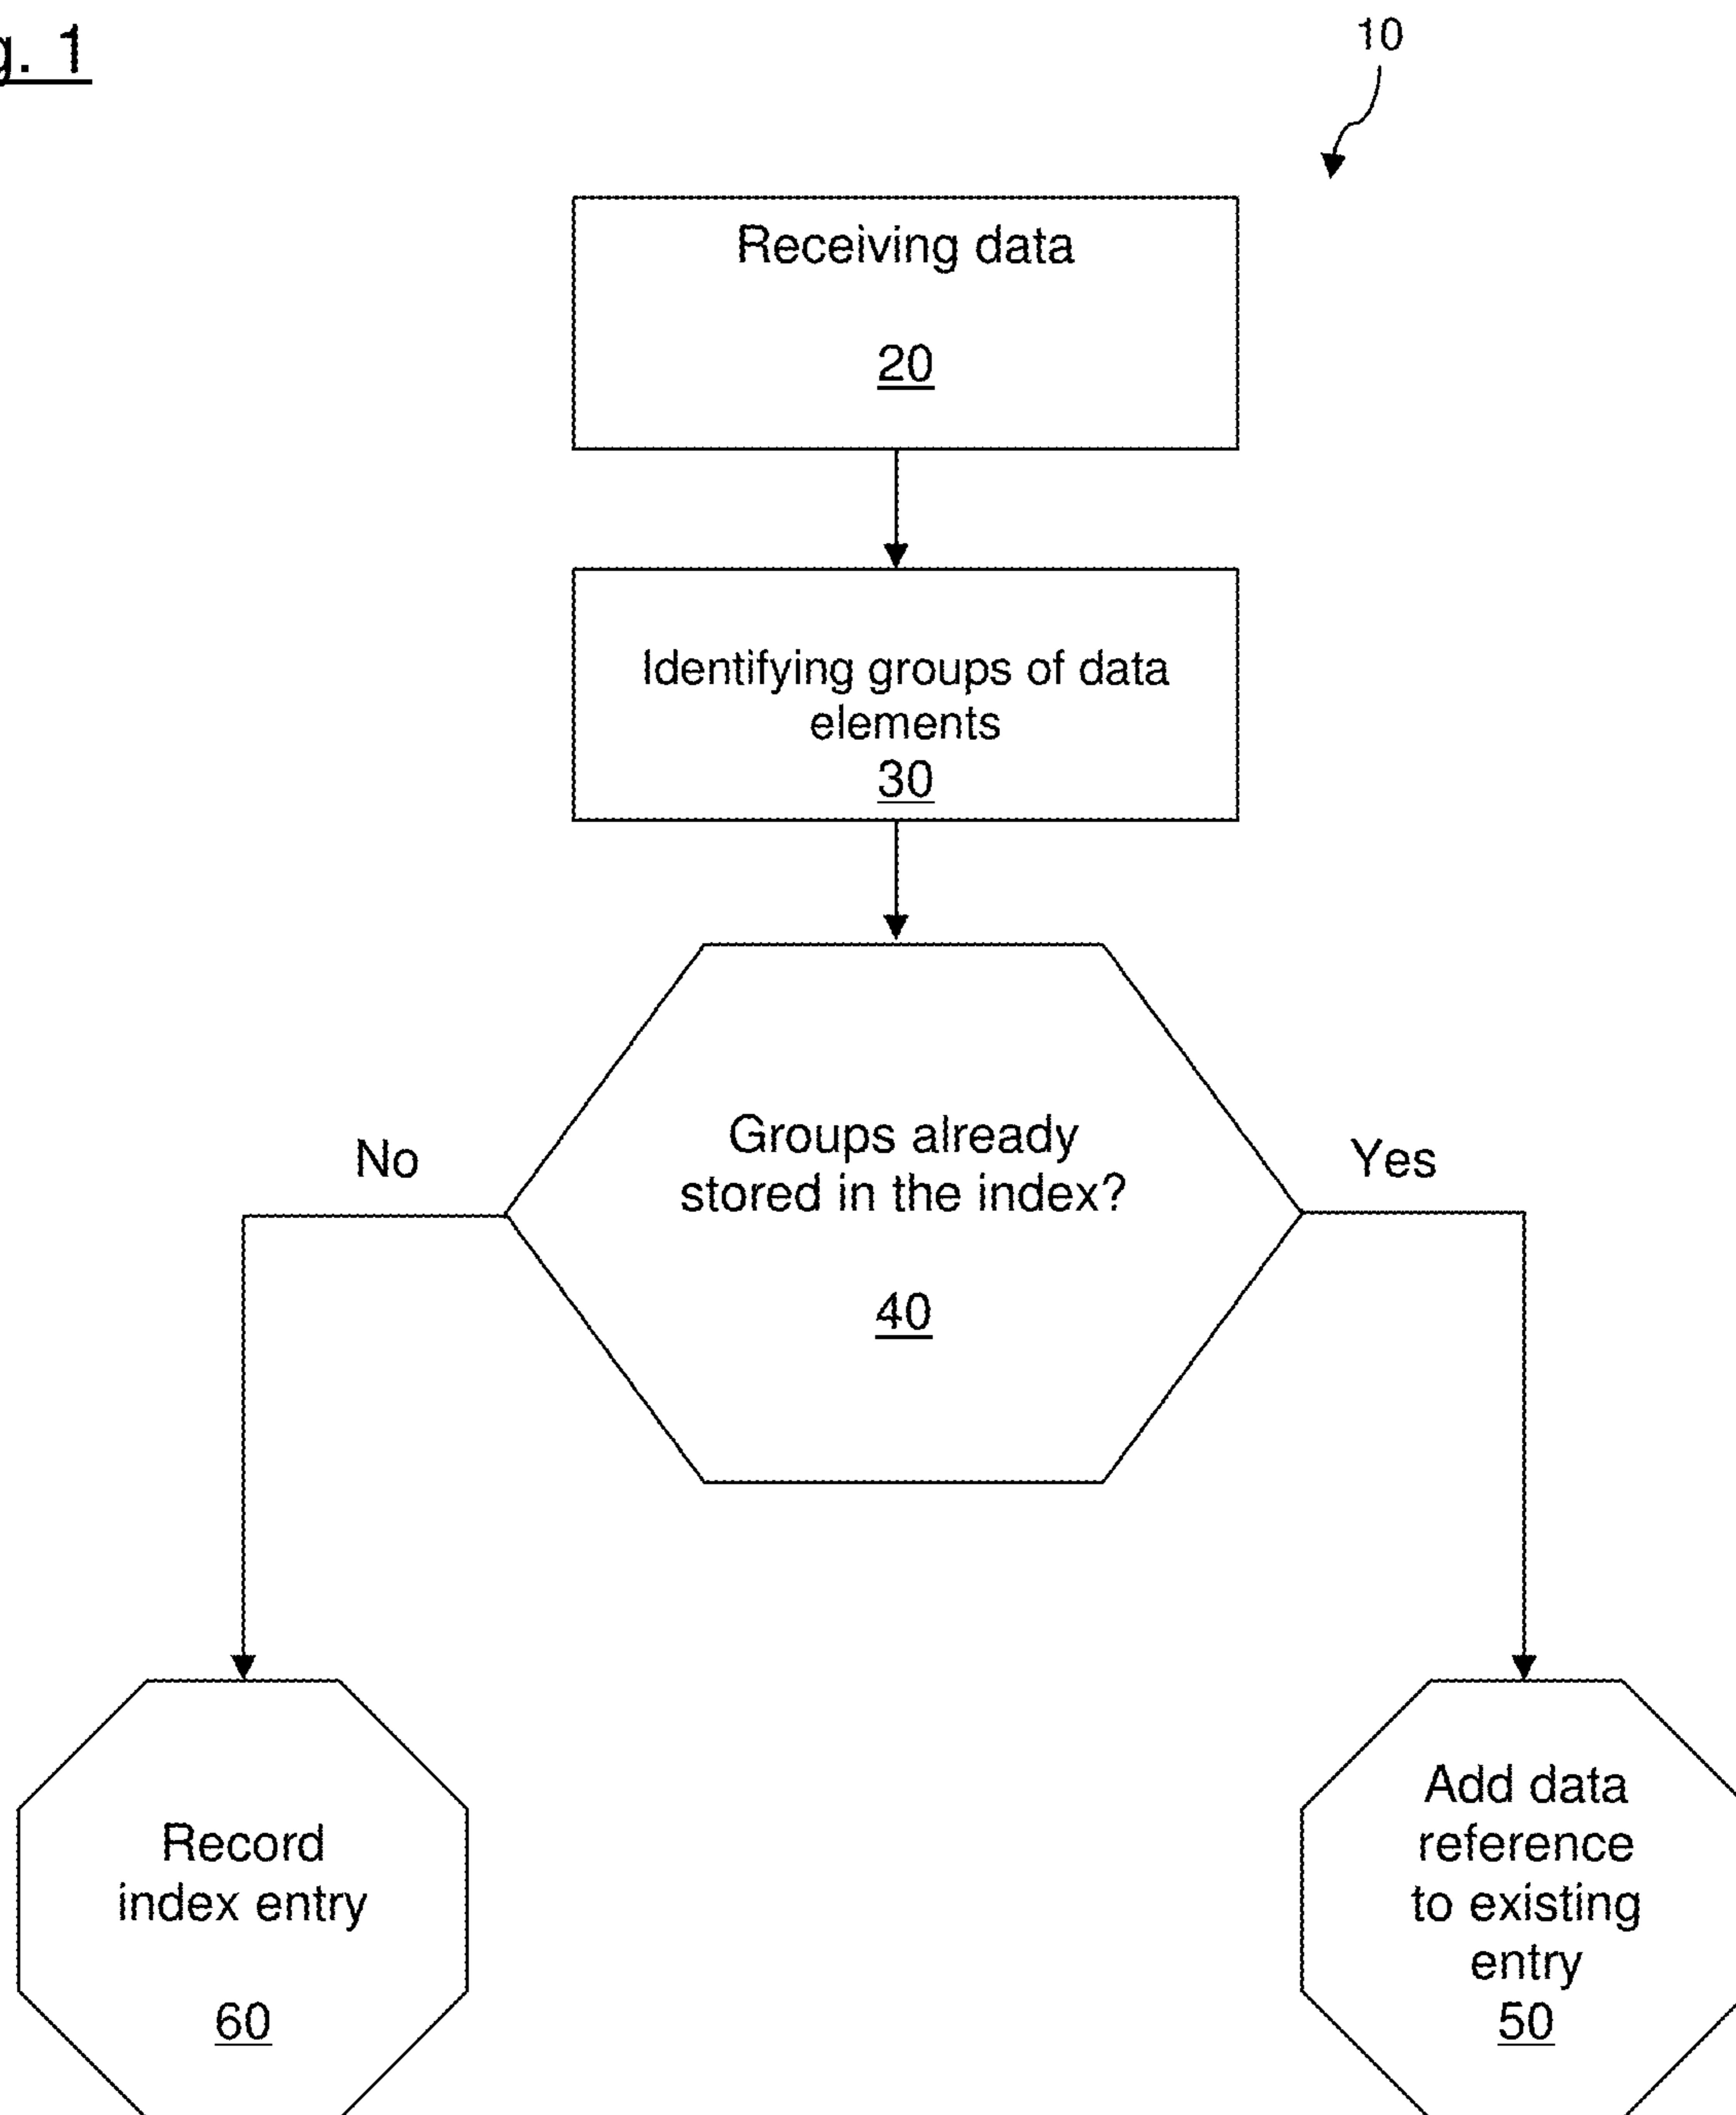 g. 1
10
Receiving data
20
Identifying groups of data
elements
30
Groups already
stored in the index?
40
No
Yes
Record
index entry
60
Add data
reference
to existing
entry
50